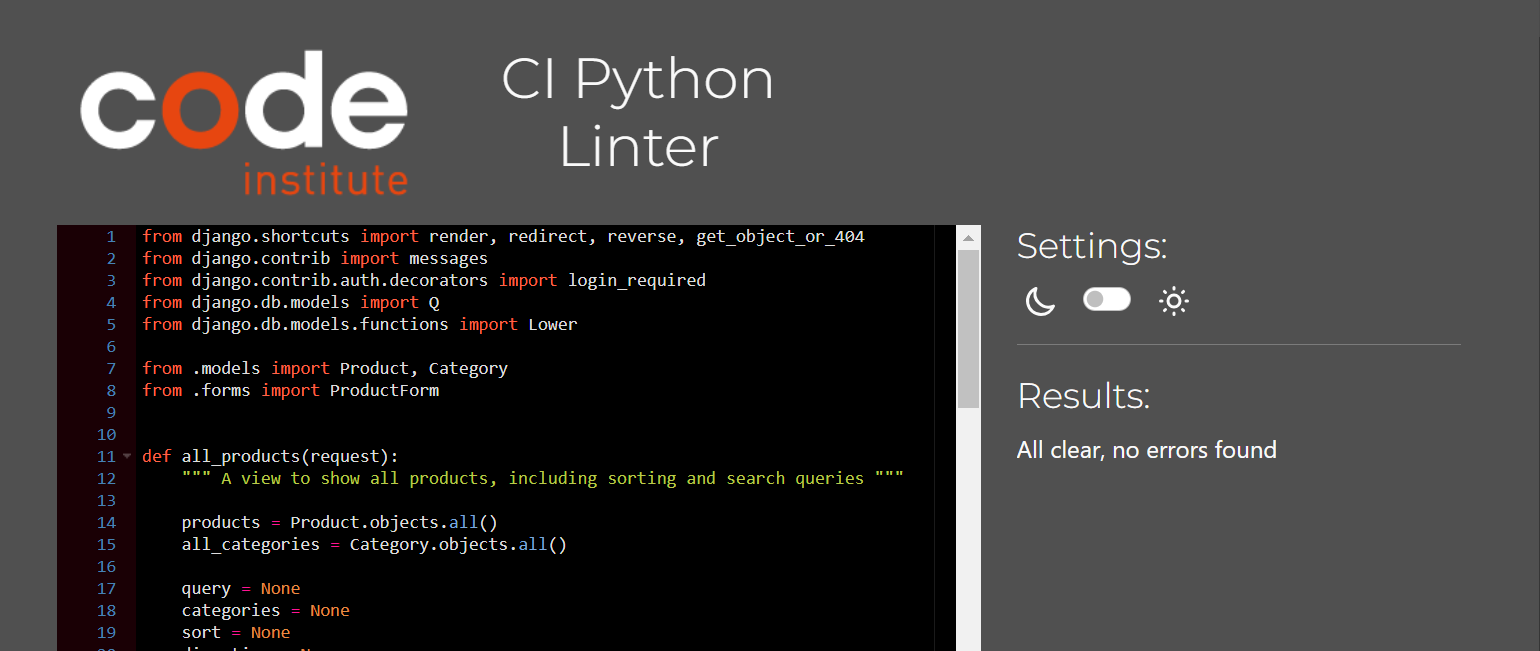 code
institute
CI Python
Linter
1 from django.shortcuts import render, redirect, reverse, get_object_or_404
2 from django.contrib import messages
3 from django.contrib.auth.decorators import login_required
4 from django.db.models import Q
5 from django.db.models.functions import Lower
6
7 from .models import Product, Category
8 from .forms import ProductForm
9
10
11 def all_products(request):
12 """ A view to show all products, including sorting and search queries """
13
14 products = Product.objects.all()
15 all_categories = Category.objects.all()
16
17 query = None
18 categories = None
19 sort = None
Settings:
Results:
All clear, no errors found